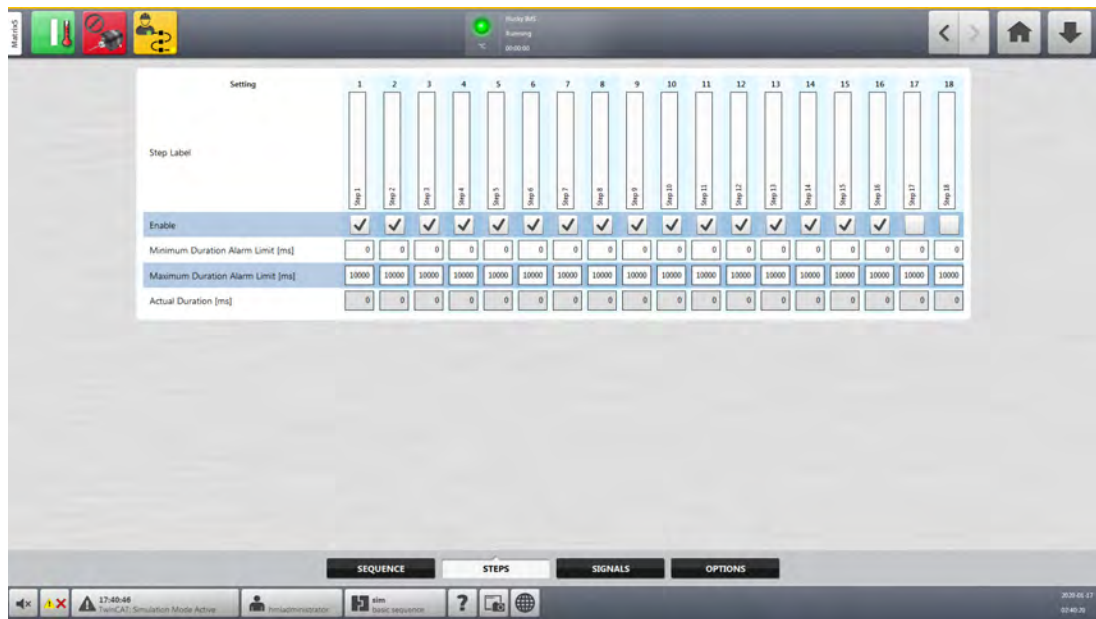 Matrix5
Husky IMS
Running
°C 00:00:00
Setting 1 2 3 4 5 6 7 8 9 10 11 12 13 14 15 16 17 18
Step Label Step 1 Step 2 Step 3 Step 4 Step 5 Step 6 Step 7 Step 8 Step 9 Step 10 Step 11 Step 12 Step 13 Step 14 Step 15 Step 16 Step 17 Step 18
Enable
Minimum Duration Alarm Limit [ms] 0 0 0 0 0 0 0 0 0 0 0 0 0 0 0 0 0 0
Maximum Duration Alarm Limit [ms] 10000 10000 10000 10000 10000 10000 10000 10000 10000 10000 10000 10000 10000 10000 10000 10000 10000 10000
Actual Duration [ms] 0 0 0 0 0 0 0 0 0 0 0 0 0 0 0 0 0 0
SEQUENCE STEPS SIGNALS OPTIONS
17:40:46
TwinCAT: Simulation Mode Active
hmiadministrator
sim
basic sequence
?
2020-01-17